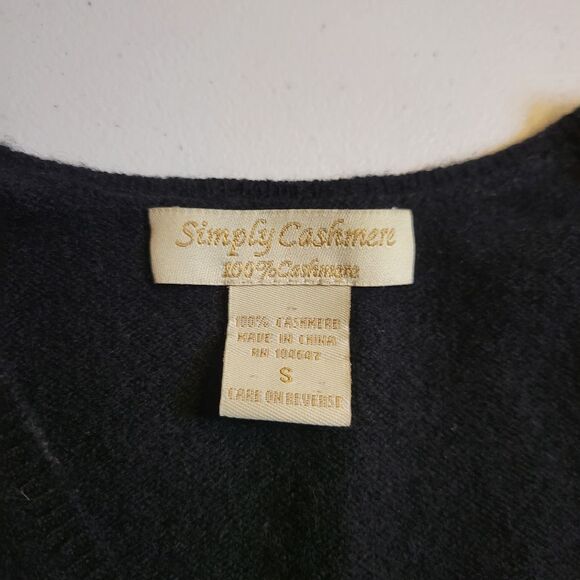 Simply Cashmere
100% Cashmere
100% CASHMERE
MADE IN CHINA
RN 104647
S
CARE ON REVERSE